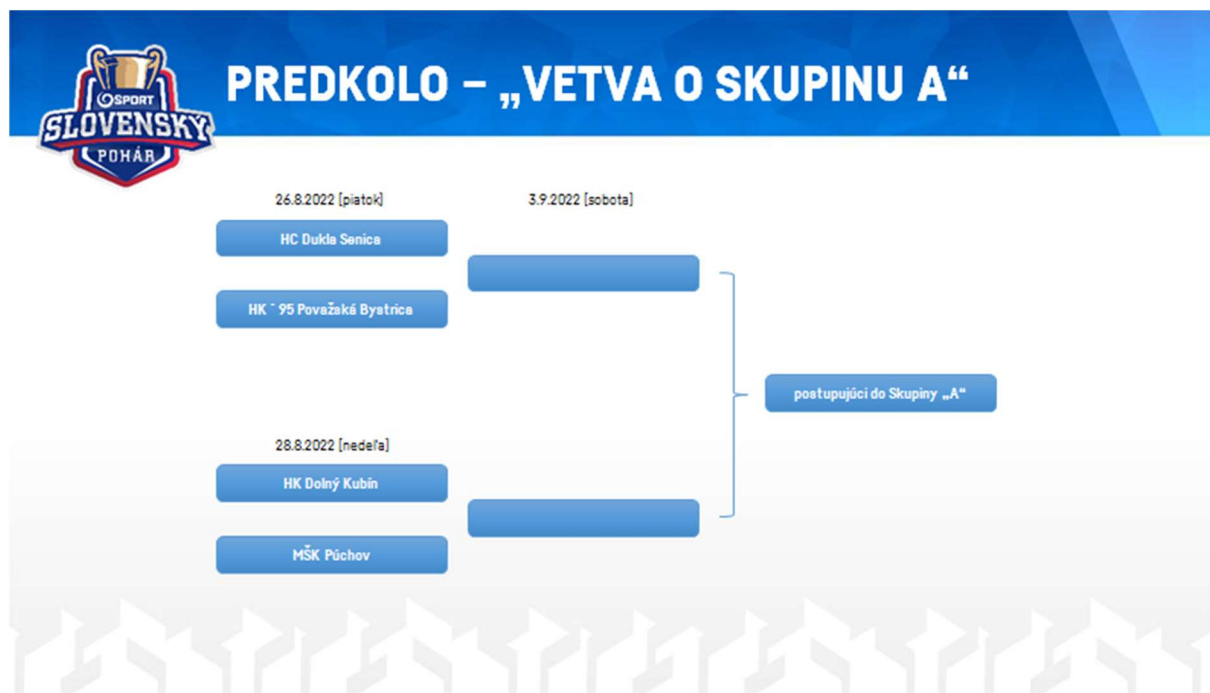 OSPORT
SLOVENSKÝ
POHÁR
PREDKOLO – „VETVA O SKUPINU A“
26.8.2022 [piatok]
3.9.2022 [sobota]
HC Dukla Senica
HK ˜ 95 Považská Bystrica
postupujúci do Skupiny „A“
28.8.2022 [nedeľa]
HK Dolný Kubín
MŠK Púchov